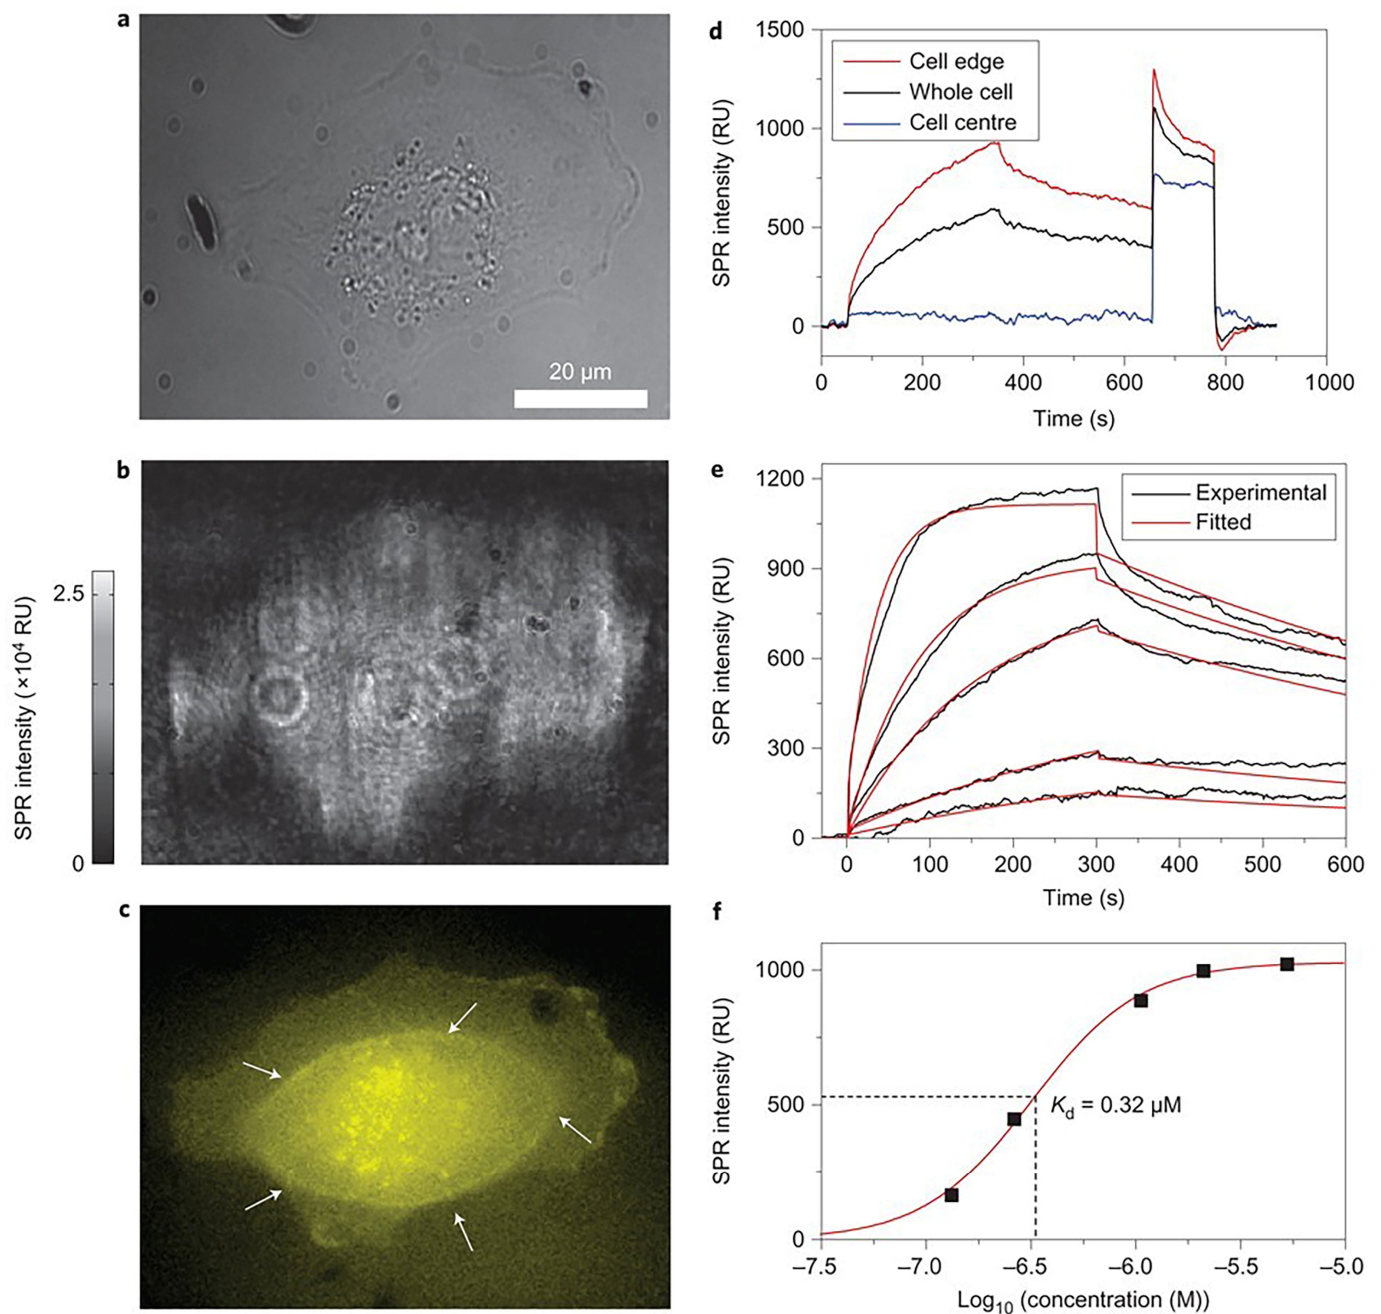 a
20 µm
b
SPR intensity (×10⁴ RU)
2.5
0
c
d
SPR intensity (RU)
1500
1000
500
0
Cell edge
Whole cell
Cell centre
0 200 400 600 800 1000
Time (s)
e
SPR intensity (RU)
1200
900
600
300
0
Experimental
Fitted
0 100 200 300 400 500 600
Time (s)
f
SPR intensity (RU)
1000
500
0
Kd = 0.32 µM
–7.5 –7.0 –6.5 –6.0 –5.5 –5.0
Log10 (concentration (M))